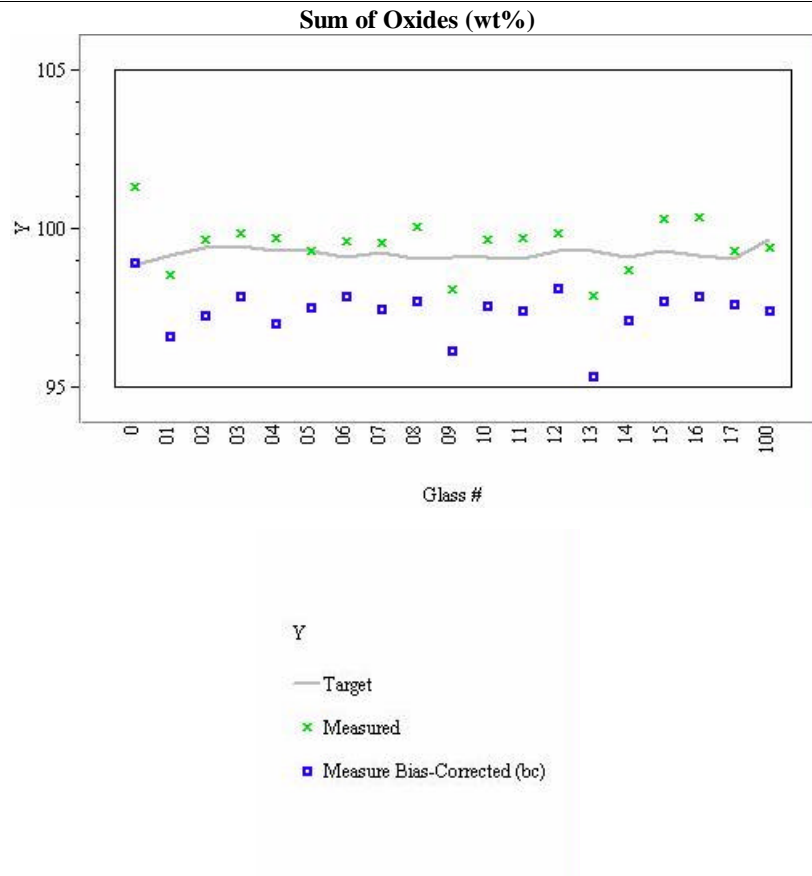 Sum of Oxides (wt%)
105
100
95
Y
0 01 02 03 04 05 06 07 08 09 10 11 12 13 14 15 16 17 100
Glass #
Y
Target
Measured
Measure Bias-Corrected (bc)